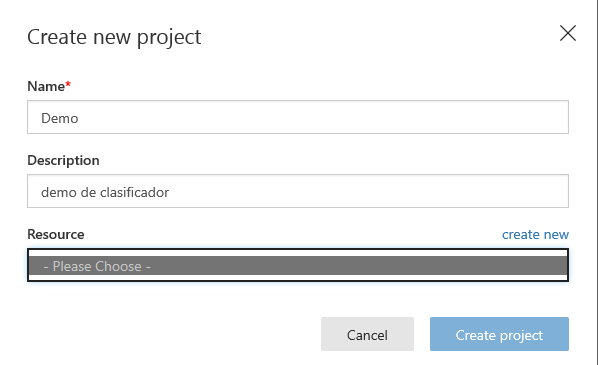 Create new project
Name*
Demo
Description
demo de clasificador
Resource create new
- Please Choose -
Cancel Create project